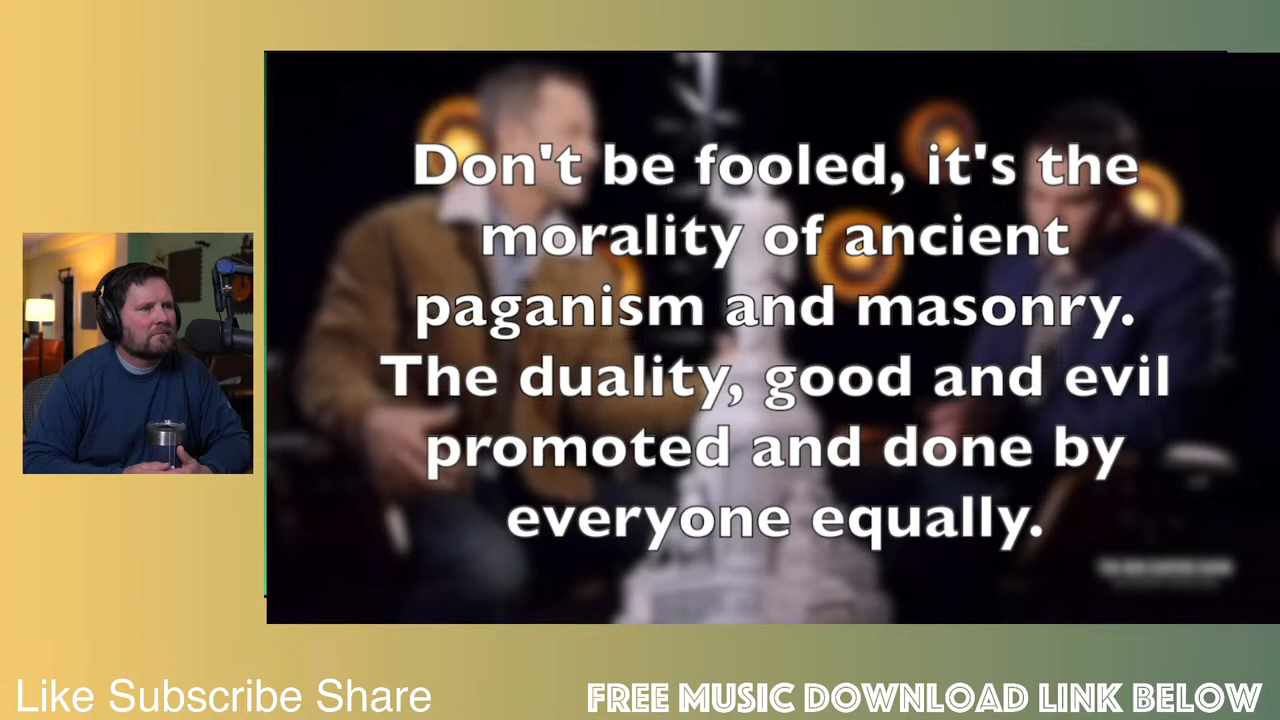 Don't be fooled, it's the
morality of ancient
paganism and masonry.
The duality, good and evil
promoted and done by
everyone equally.
Like Subscribe Share
FREE MUSIC DOWNLOAD LINK BELOW